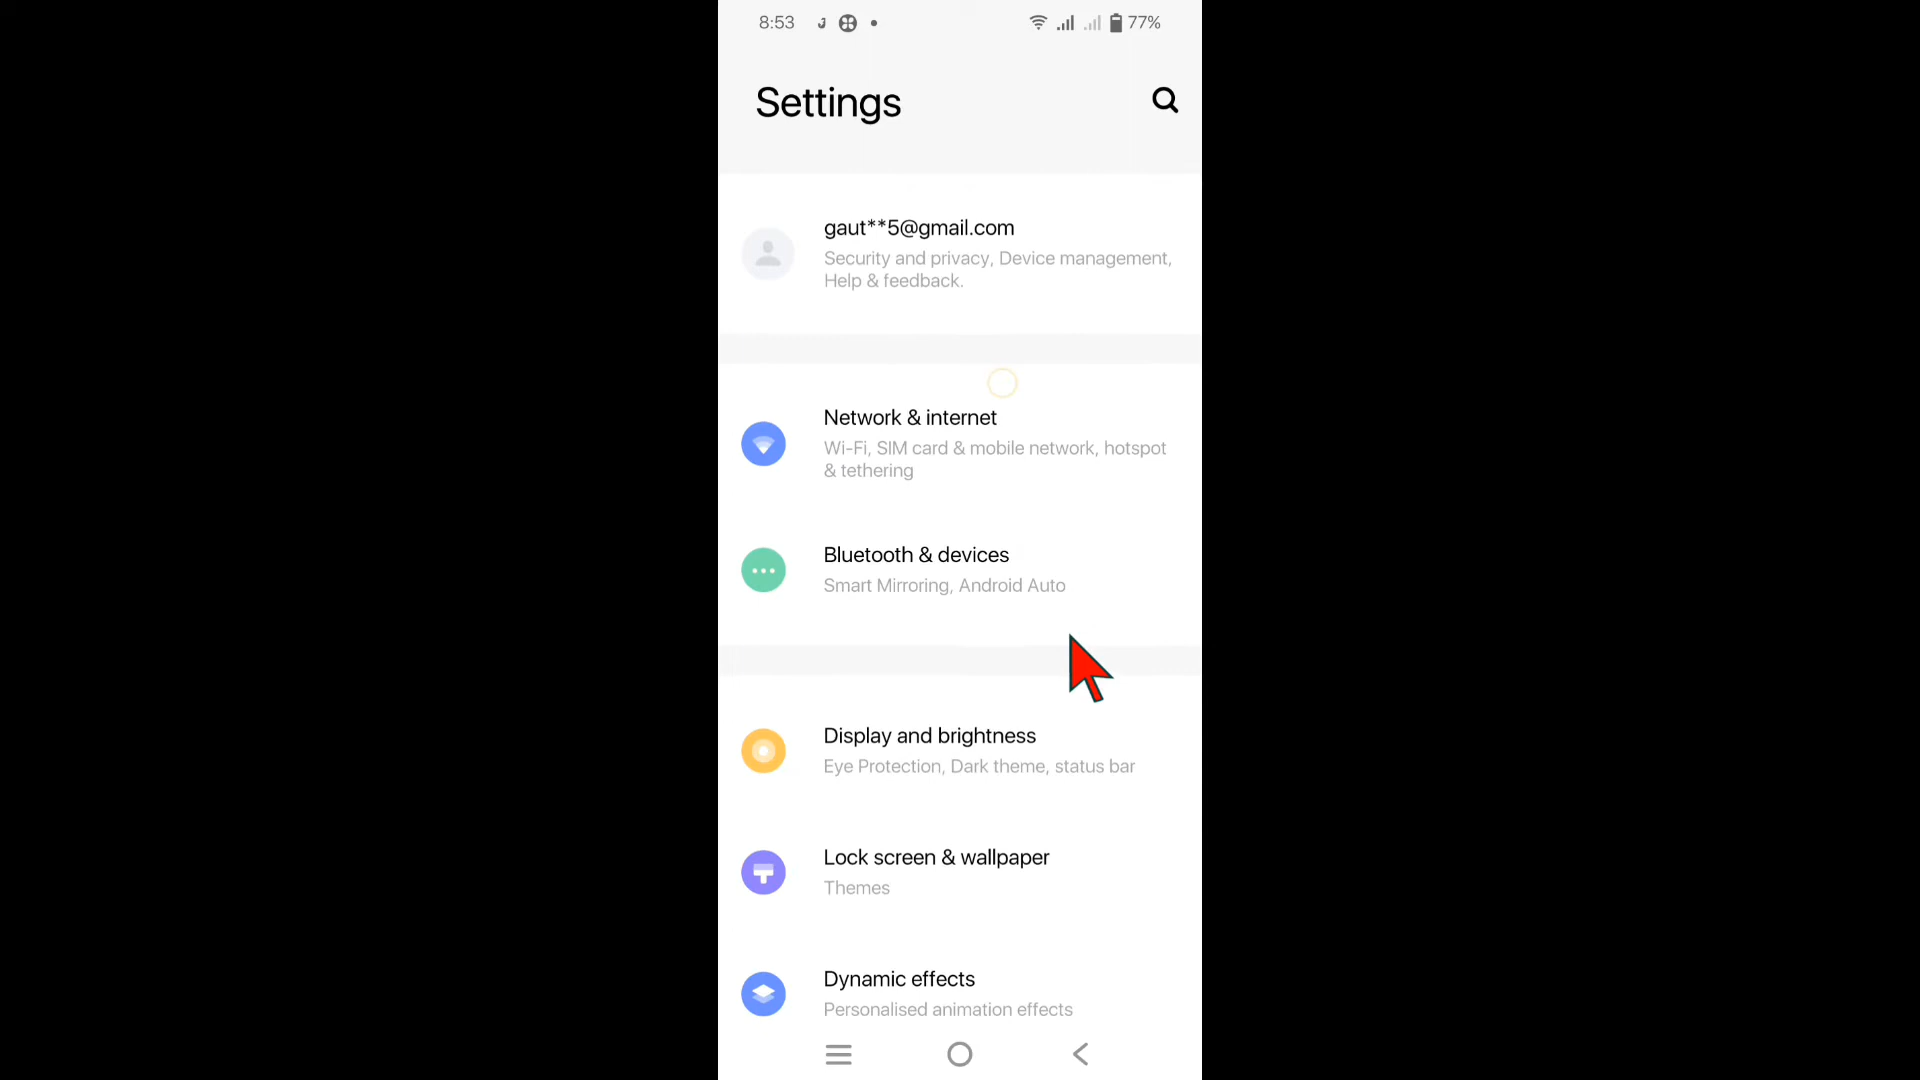 8:53
77%
Settings
gaut**5@gmail.com
Security and privacy, Device management,
Help & feedback.
Network & internet
Wi-Fi, SIM card & mobile network, hotspot
& tethering
Bluetooth & devices
Smart Mirroring, Android Auto
Display and brightness
Eye Protection, Dark theme, status bar
Lock screen & wallpaper
Themes
Dynamic effects
Personalised animation effects